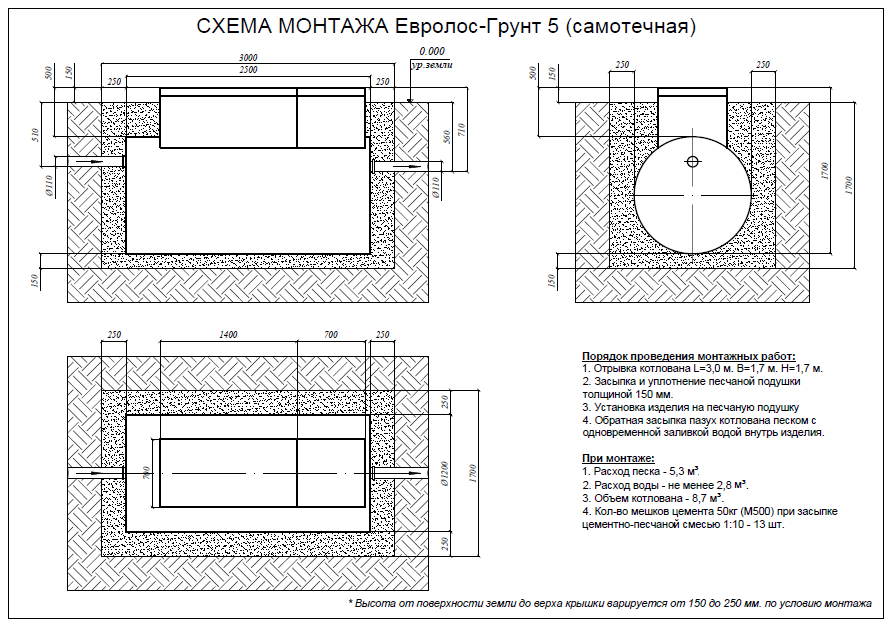 СХЕМА МОНТАЖА Евролос-Грунт 5 (самотечная)
3000
2500
250
250
500
150
0.000
ур.земли
510
Ø110
560
710
Ø110
150
250
250
500
150
1700
1700
150
250
1400
700
250
700
250
Ø1200
1700
250
Порядок проведения монтажных работ:
1. Отрывка котлована L=3,0 м. B=1,7 м. H=1,7 м.
2. Засыпка и уплотнение песчаной подушки
толщиной 150 мм.
3. Установка изделия на песчаную подушку
4. Обратная засыпка пазух котлована песком с
одновременной заливкой водой внутрь изделия.
При монтаже:
1. Расход песка - 5,3 м³.
2. Расход воды - не менее 2,8 м³.
3. Объем котлована - 8,7 м³.
4. Кол-во мешков цемента 50кг (М500) при засыпке
цементно-песчаной смесью 1:10 - 13 шт.
* Высота от поверхности земли до верха крышки варируется от 150 до 250 мм. по условию монтажа